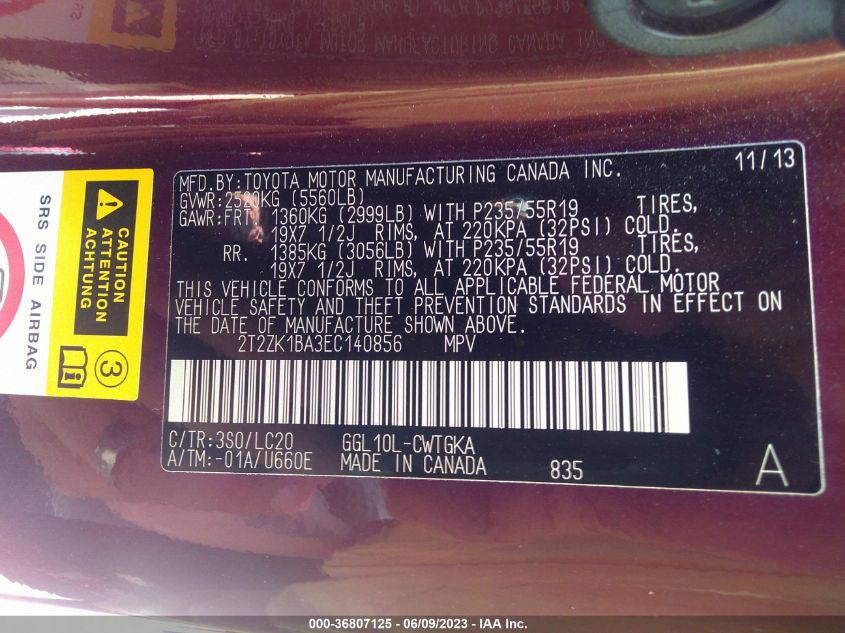 MFD.BY:TOYOTA MOTOR MANUFACTURING CANADA INC. 11/13
GVWR:2520KG (5560LB)
GAWR:FRT. 1360KG (2999LB) WITH P235/55R19 TIRES,
19X7 1/2J RIMS, AT 220KPA (32PSI) COLD.
RR. 1385KG (3056LB) WITH P235/55R19 TIRES,
19X7 1/2J RIMS, AT 220KPA (32PSI) COLD.
THIS VEHICLE CONFORMS TO ALL APPLICABLE FEDERAL MOTOR
VEHICLE SAFETY AND THEFT PREVENTION STANDARDS IN EFFECT ON
THE DATE OF MANUFACTURE SHOWN ABOVE.
2T2ZK1BA3EC140856 MPV
C/TR:3S0/LC20 GGL10L-CWTGKA
A/TM:-01A/U660E MADE IN CANADA 835 A
SRS SIDE AIRBAG
CAUTION
ATTENTION
ACHTUNG
3
000-36807125 - 06/09/2023 - IAA Inc.